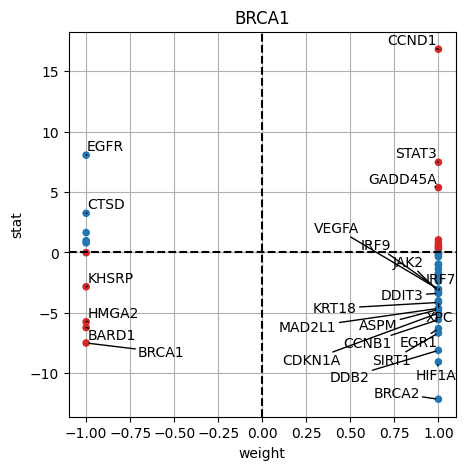 BRCA1
CCND1
15
10
EGFR
STAT3
GADD45A
5
CTSD
VEGFA
IRF9
0
JAK2
KHSRP
IRF7
DDIT3
stat
KRT18
HMGA2
XPC
MAD2L1
ASPM
−5
BARD1
CCNB1
EGR1
BRCA1
CDKN1A
SIRT1
DDB2
HIF1A
−10
BRCA2
−1.00 −0.75 −0.50 −0.25 0.00 0.25 0.50 0.75 1.00
weight